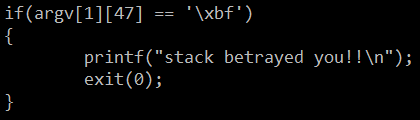 if(argv[1][47] == '\xbf')
{
        printf("stack betrayed you!!\n");
        exit(0);
}